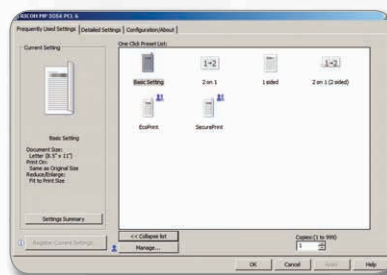 RICOH MP 3054 PCL 6
Frequently Used Settings
Detailed Settings
Configuration/About
Current Setting
One Click Preset List:
Basic Setting
2 on 1
1 sided
2 on 1 (2 sided)
EcoPrint
SecurePrint
Basic Setting
Document Size:
Letter (8.5" x 11")
Print On:
Same as Original Size
Reduce/Enlarge:
Fit to Print Size
Settings Summary
Register Current Settings...
<< Collapse list
Manage...
Copies:(1 to 999)
1
OK
Cancel
Apply
Help